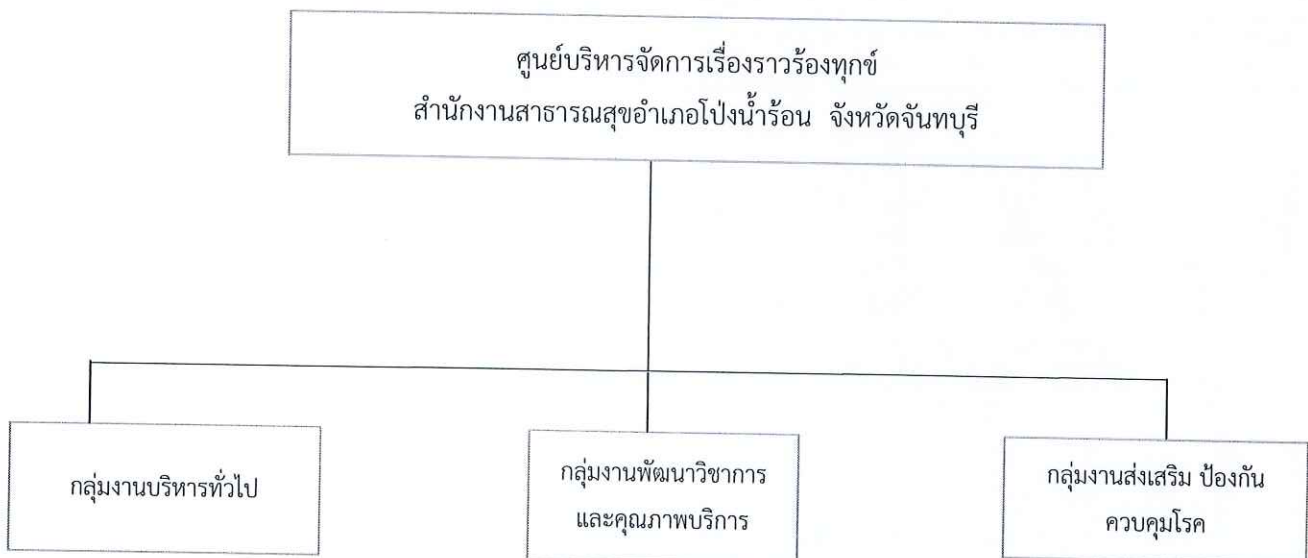 ศูนย์บริหารจัดการเรื่องราวร้องทุกข์
สำนักงานสาธารณสุขอำเภอโป่งน้ำร้อน จังหวัดจันทบุรี
กลุ่มงานบริหารทั่วไป
กลุ่มงานพัฒนาวิชาการ
และคุณภาพบริการ
กลุ่มงานส่งเสริม ป้องกัน
ควบคุมโรค